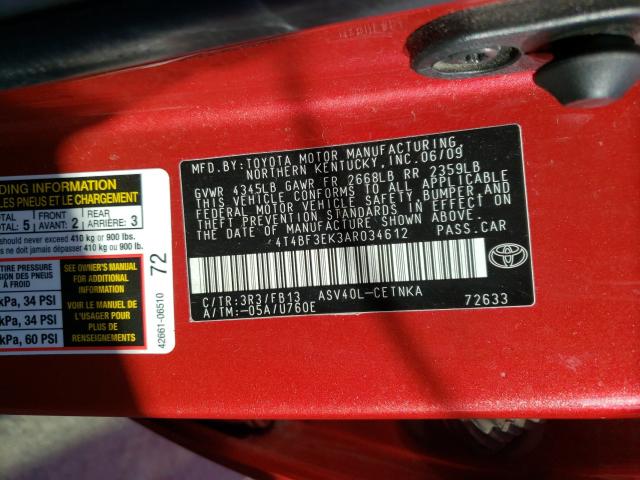 DING INFORMATION
LES PNEUS ET LE CHARGEMENT
TOTAL : 5 FRONT AVANT : 2 REAR ARRIÈRE : 3
never exceed 410 kg or 900 lbs.
t jamais dépasser 410 kg ou 900 lb.
TIRE PRESSURE
kPa, 34 PSI
kPa, 34 PSI
kPa, 60 PSI
SEE OWNER'S MANUAL
FOR ADDITIONAL
INFORMATION
VOIR LE MANUEL DE
L'USAGER POUR PLUS DE
RENSEIGNEMENTS
42661-06510 72
MFD.BY: TOYOTA MOTOR MANUFACTURING,
NORTHERN KENTUCKY, INC. 06/09
GVWR 4345LB GAWR FR 2668LB RR 2359LB
THIS VEHICLE CONFORMS TO ALL APPLICABLE
FEDERAL MOTOR VEHICLE SAFETY, BUMPER, AND
THEFT PREVENTION STANDARDS IN EFFECT ON
THE DATE OF MANUFACTURE SHOWN ABOVE.
4T4BF3EK3AR034612 PASS.CAR
C/TR:3R3/FB13 ASV40L-CETNKA
A/TM:-05A/U760E 72633
TOYOTA